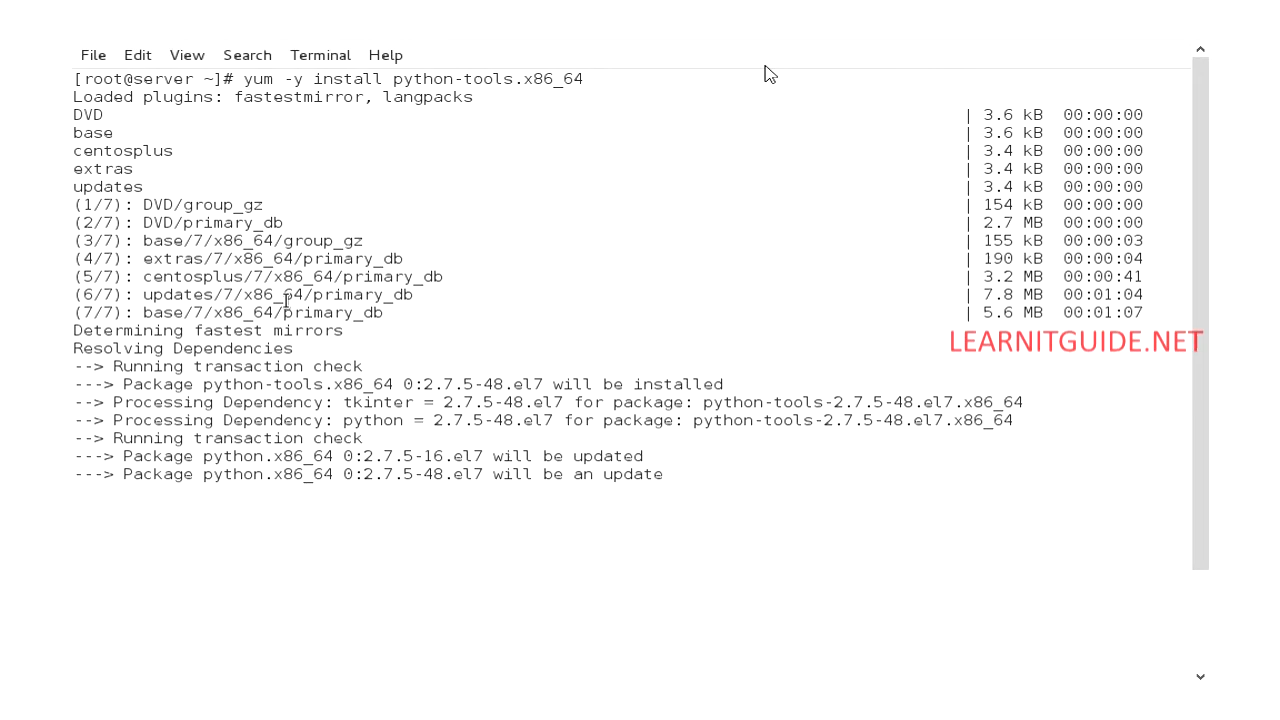 File Edit View Search Terminal Help
[root@server ~]# yum -y install python-tools.x86_64
Loaded plugins: fastestmirror, langpacks
DVD | 3.6 kB 00:00:00
base | 3.6 kB 00:00:00
centosplus | 3.4 kB 00:00:00
extras | 3.4 kB 00:00:00
updates | 3.4 kB 00:00:00
(1/7): DVD/group_gz | 154 kB 00:00:00
(2/7): DVD/primary_db | 2.7 MB 00:00:00
(3/7): base/7/x86_64/group_gz | 155 kB 00:00:03
(4/7): extras/7/x86_64/primary_db | 190 kB 00:00:04
(5/7): centosplus/7/x86_64/primary_db | 3.2 MB 00:00:41
(6/7): updates/7/x86_64/primary_db | 7.8 MB 00:01:04
(7/7): base/7/x86_64/primary_db | 5.6 MB 00:01:07
Determining fastest mirrors
LEARNITGUIDE.NET
Resolving Dependencies
--> Running transaction check
---> Package python-tools.x86_64 0:2.7.5-48.el7 will be installed
--> Processing Dependency: tkinter = 2.7.5-48.el7 for package: python-tools-2.7.5-48.el7.x86_64
--> Processing Dependency: python = 2.7.5-48.el7 for package: python-tools-2.7.5-48.el7.x86_64
--> Running transaction check
---> Package python.x86_64 0:2.7.5-16.el7 will be updated
---> Package python.x86_64 0:2.7.5-48.el7 will be an update